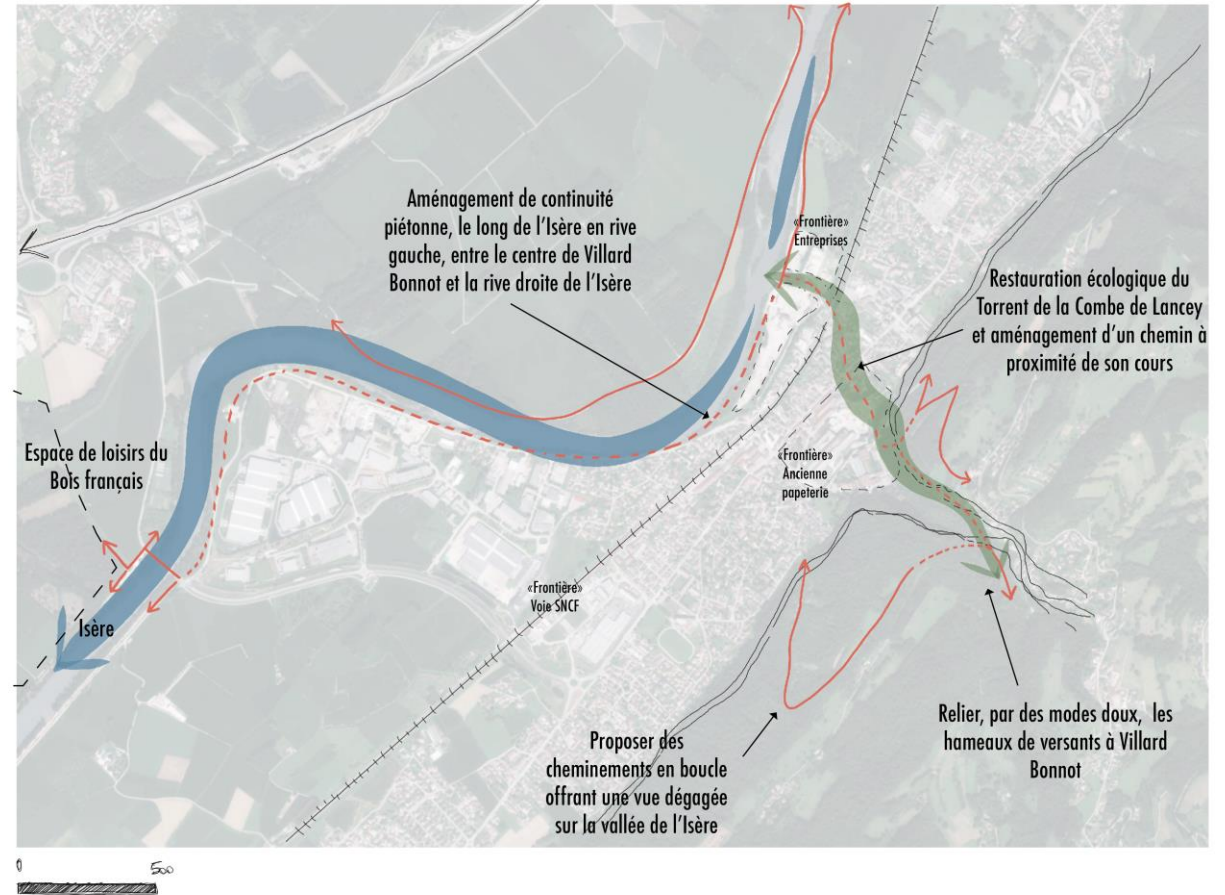 Aménagement de continuité
piétonne, le long de l'Isère en rive
gauche, entre le centre de Villard
Bonnot et la rive droite de l'Isère
«Frontière»
Entreprises
Restauration écologique du
Torrent de la Combe de Lancey
et aménagement d'un chemin à
proximité de son cours
Espace de loisirs du
Bois français
«Frontière»
Ancienne
papeterie
«Frontière»
Voie SNCF
Isère
Proposer des
cheminements en boucle
offrant une vue dégagée
sur la vallée de l'Isère
Relier, par des modes doux, les
hameaux de versants à Villard
Bonnot
0 500